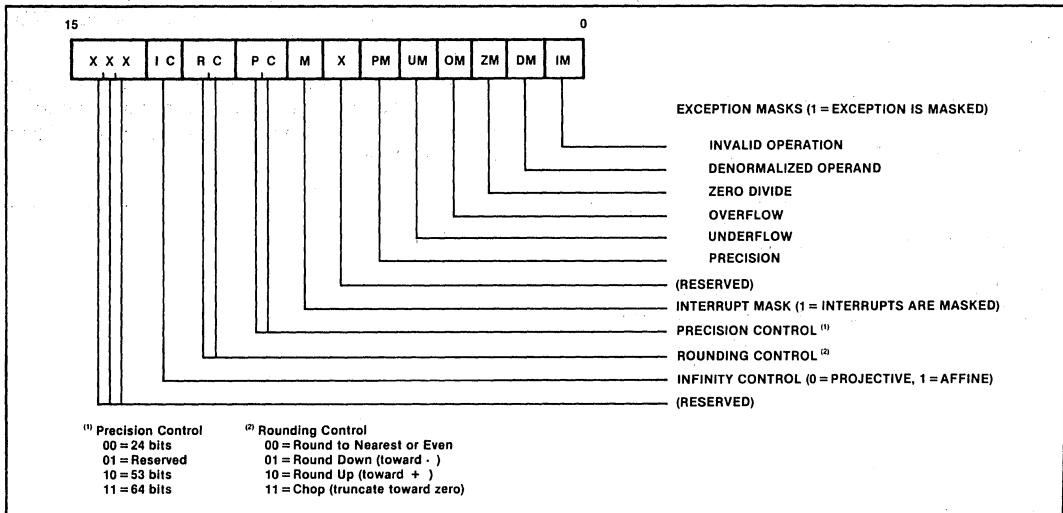 15 0
X X X I C R C P C M X PM UM OM ZM DM IM
EXCEPTION MASKS (1 = EXCEPTION IS MASKED)
INVALID OPERATION
DENORMALIZED OPERAND
ZERO DIVIDE
OVERFLOW
UNDERFLOW
PRECISION
(RESERVED)
INTERRUPT MASK (1 = INTERRUPTS ARE MASKED)
PRECISION CONTROL (1)
ROUNDING CONTROL (2)
INFINITY CONTROL (0 = PROJECTIVE, 1 = AFFINE)
(RESERVED)
(1) Precision Control
00 = 24 bits
01 = Reserved
10 = 53 bits
11 = 64 bits
(2) Rounding Control
00 = Round to Nearest or Even
01 = Round Down (toward - )
10 = Round Up (toward + )
11 = Chop (truncate toward zero)